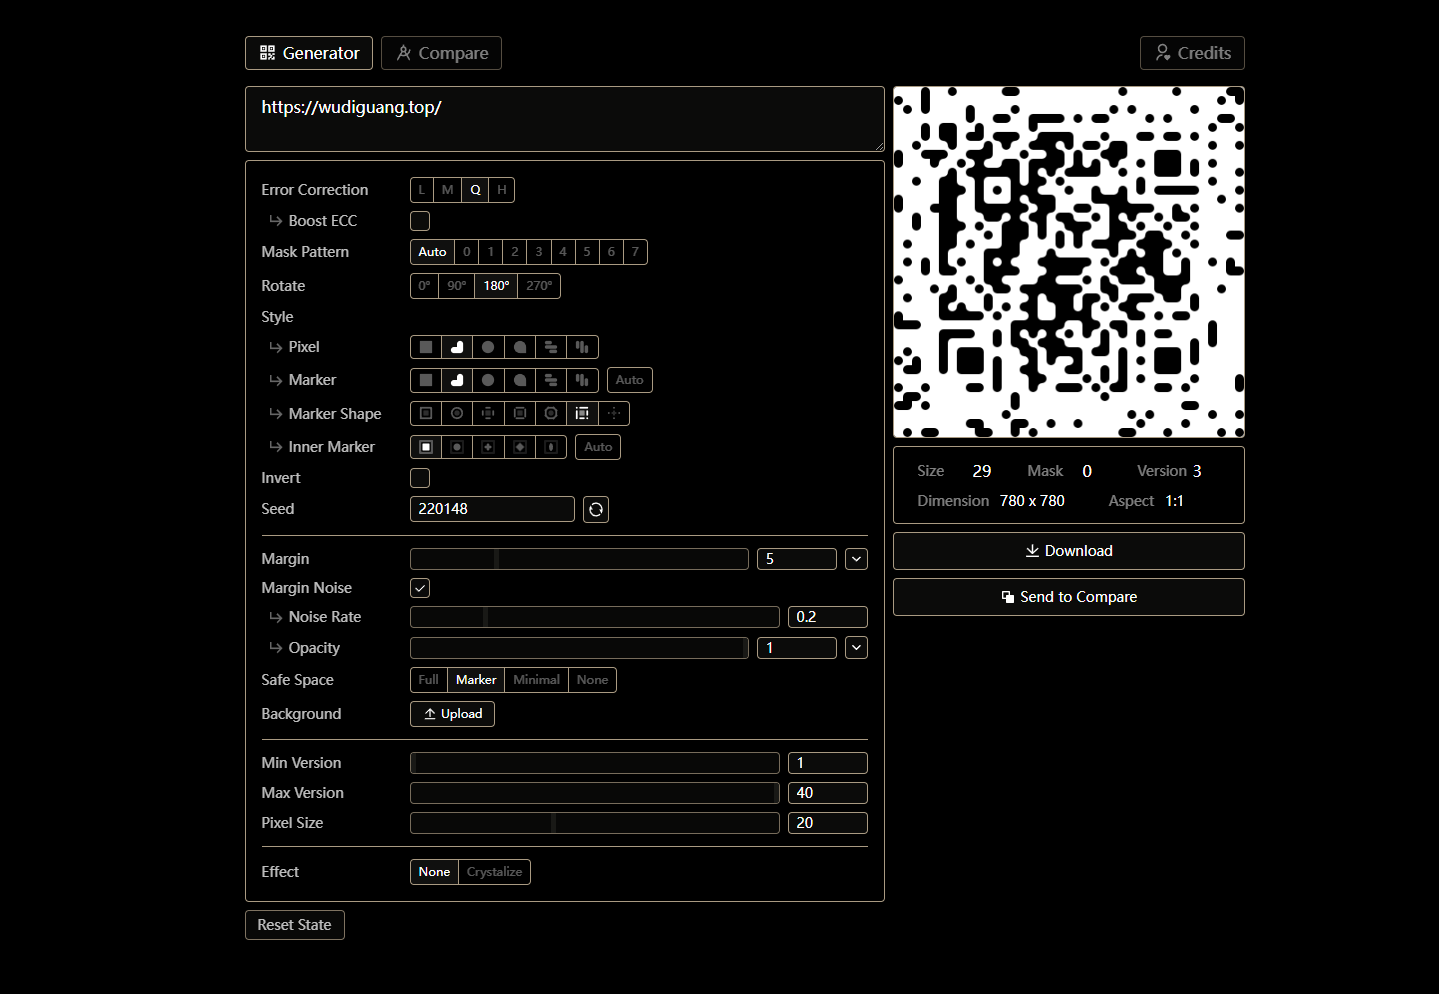 Generator Compare Credits
https://wudiguang.top/
Error Correction L M Q H
Boost ECC
Mask Pattern Auto 0 1 2 3 4 5 6 7
Rotate 0° 90° 180° 270°
Style
Pixel
Marker Auto
Marker Shape
Inner Marker Auto
Invert
Seed 220148
Margin 5
Margin Noise
Noise Rate 0.2
Opacity 1
Safe Space Full Marker Minimal None
Background Upload
Min Version 1
Max Version 40
Pixel Size 20
Effect None Crystalize
Reset State
Size 29 Mask 0 Version 3
Dimension 780 x 780 Aspect 1:1
Download
Send to Compare